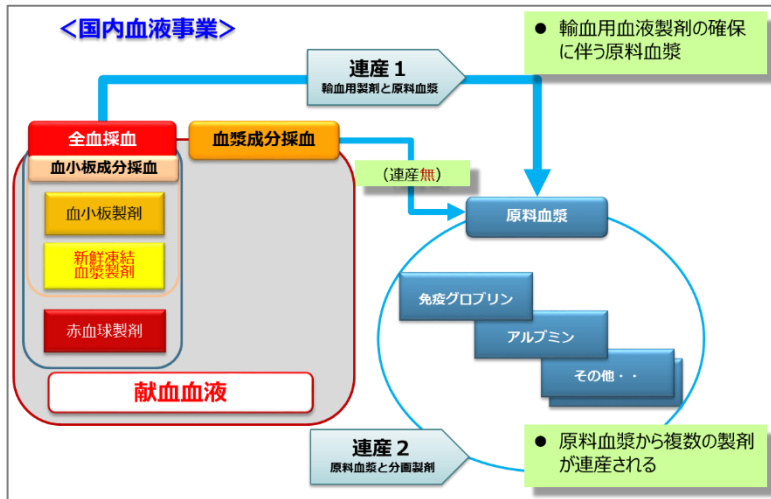 ＜国内血液事業＞
連産１
輸血用製剤と原料血漿
● 輸血用血液製剤の確保
に伴う原料血漿
全血採血
血漿成分採血
血小板成分採血
（連産無）
血小板製剤
原料血漿
新鮮凍結
血漿製剤
免疫グロブリン
赤血球製剤
アルブミン
その他・・
献血血液
連産２
原料血漿と分画製剤
● 原料血漿から複数の製剤
が連産される